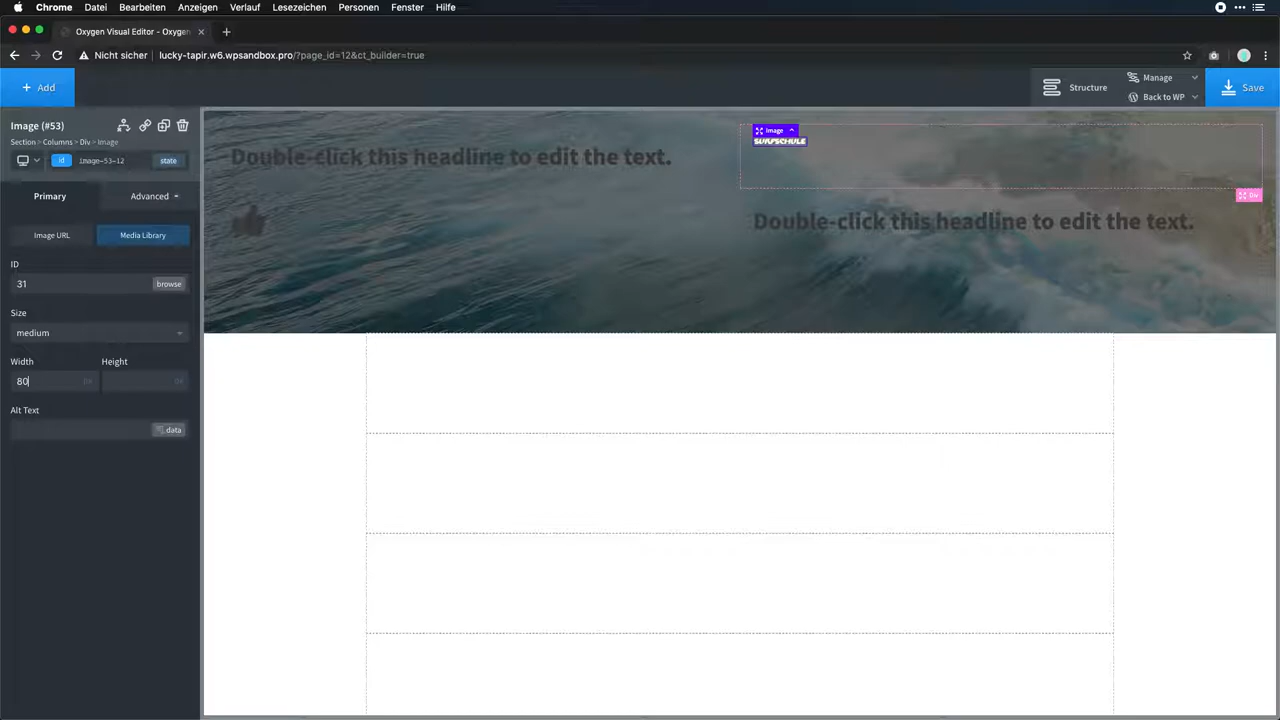 Chrome Datei Bearbeiten Anzeigen Verlauf Lesezeichen Personen Fenster Hilfe
Oxygen Visual Editor - Oxygen
Nicht sicher lucky-tapir.w6.wpsandbox.pro/?page_id=12&ct_builder=true
+ Add
Structure
Manage
Back to WP
Save
Image (#53)
Section > Columns > Div > Image
id image-53-12 state
Primary Advanced
Image URL Media Library
ID
31 browse
Size
medium
Width Height
80 px px
Alt Text
data
Double-click this headline to edit the text.
Image
SURFSCHULE
Div
Double-click this headline to edit the text.